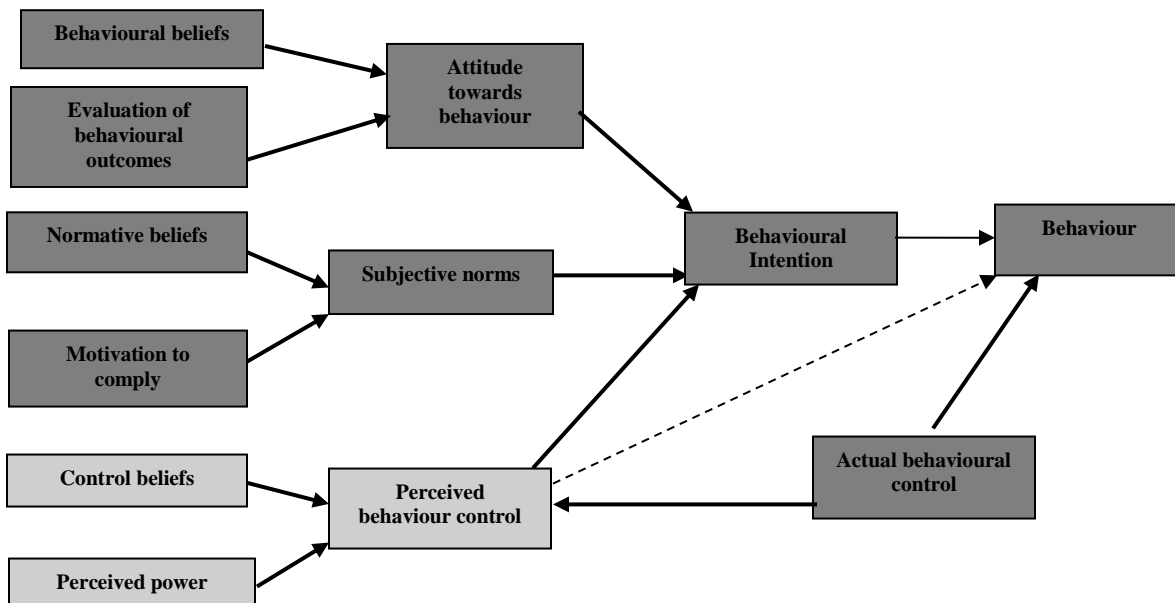 Behavioural beliefs
Evaluation of
behavioural
outcomes
Attitude
towards
behaviour
Normative beliefs
Motivation to
comply
Subjective norms
Behavioural
Intention
Behaviour
Control beliefs
Perceived power
Perceived
behaviour control
Actual behavioural
control